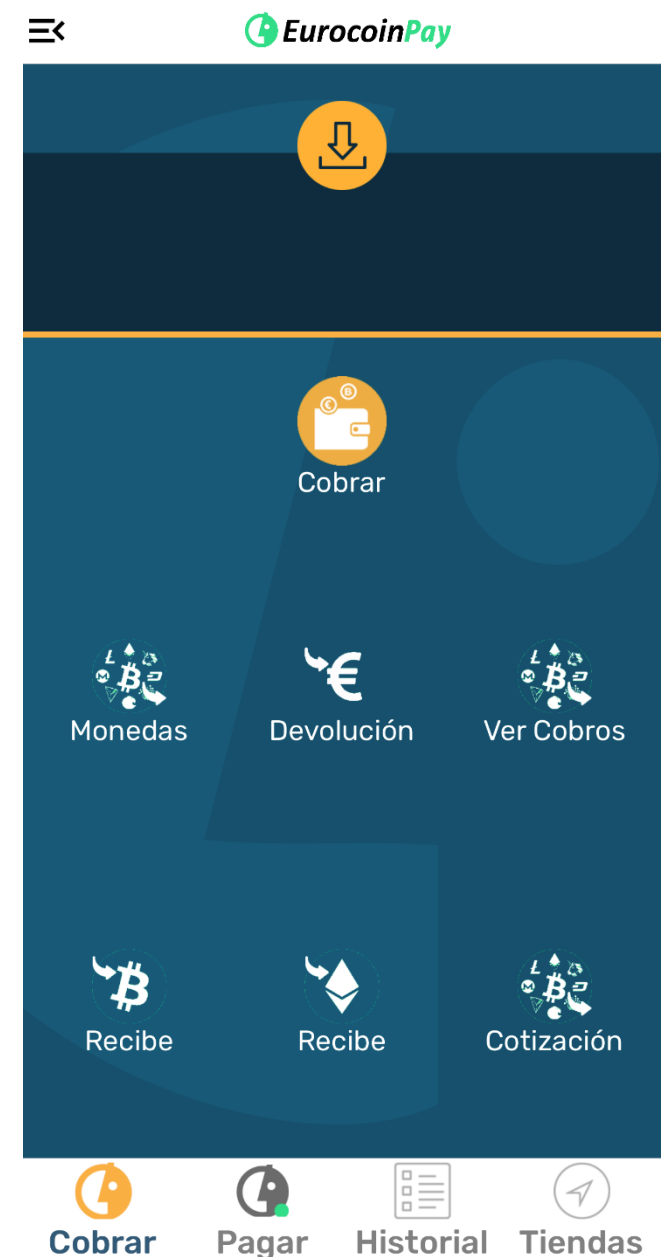 EurocoinPay
Cobrar
Monedas
Devolución
Ver Cobros
Recibe
Recibe
Cotización
Cobrar
Pagar
Historial
Tiendas